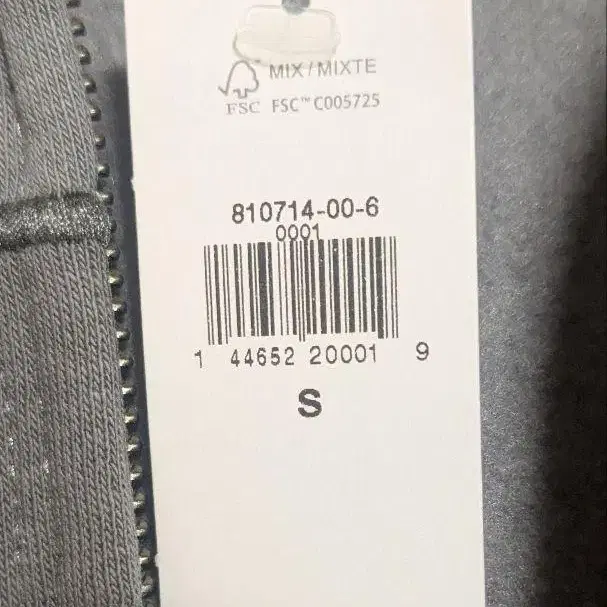 MIX / MIXTE
FSC FSC™ C005725
810714-00-6
0001
1 44652 20001 9
S